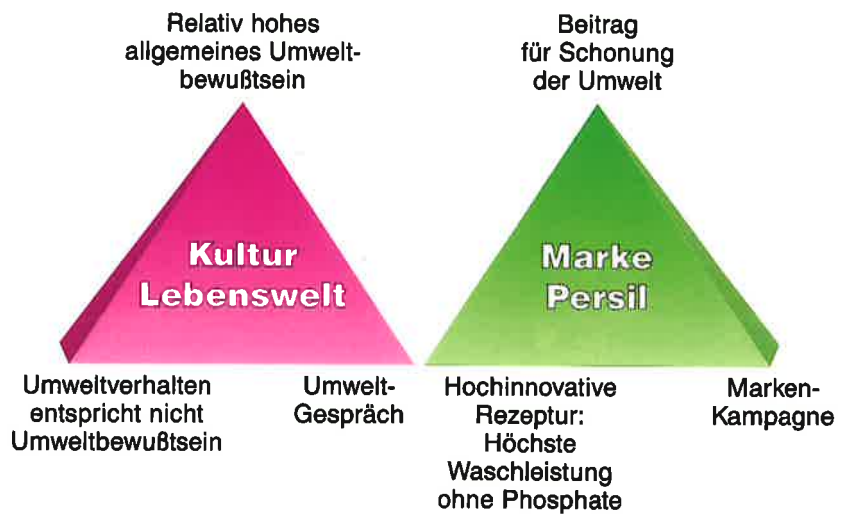 Relativ hohes
allgemeines Umwelt-
bewußtsein
Beitrag
für Schonung
der Umwelt
Kultur
Lebenswelt
Marke
Persil
Umweltverhalten
entspricht nicht
Umweltbewußtsein
Umwelt-
Gespräch
Hochinnovative
Rezeptur:
Höchste
Waschleistung
ohne Phosphate
Marken-
Kampagne